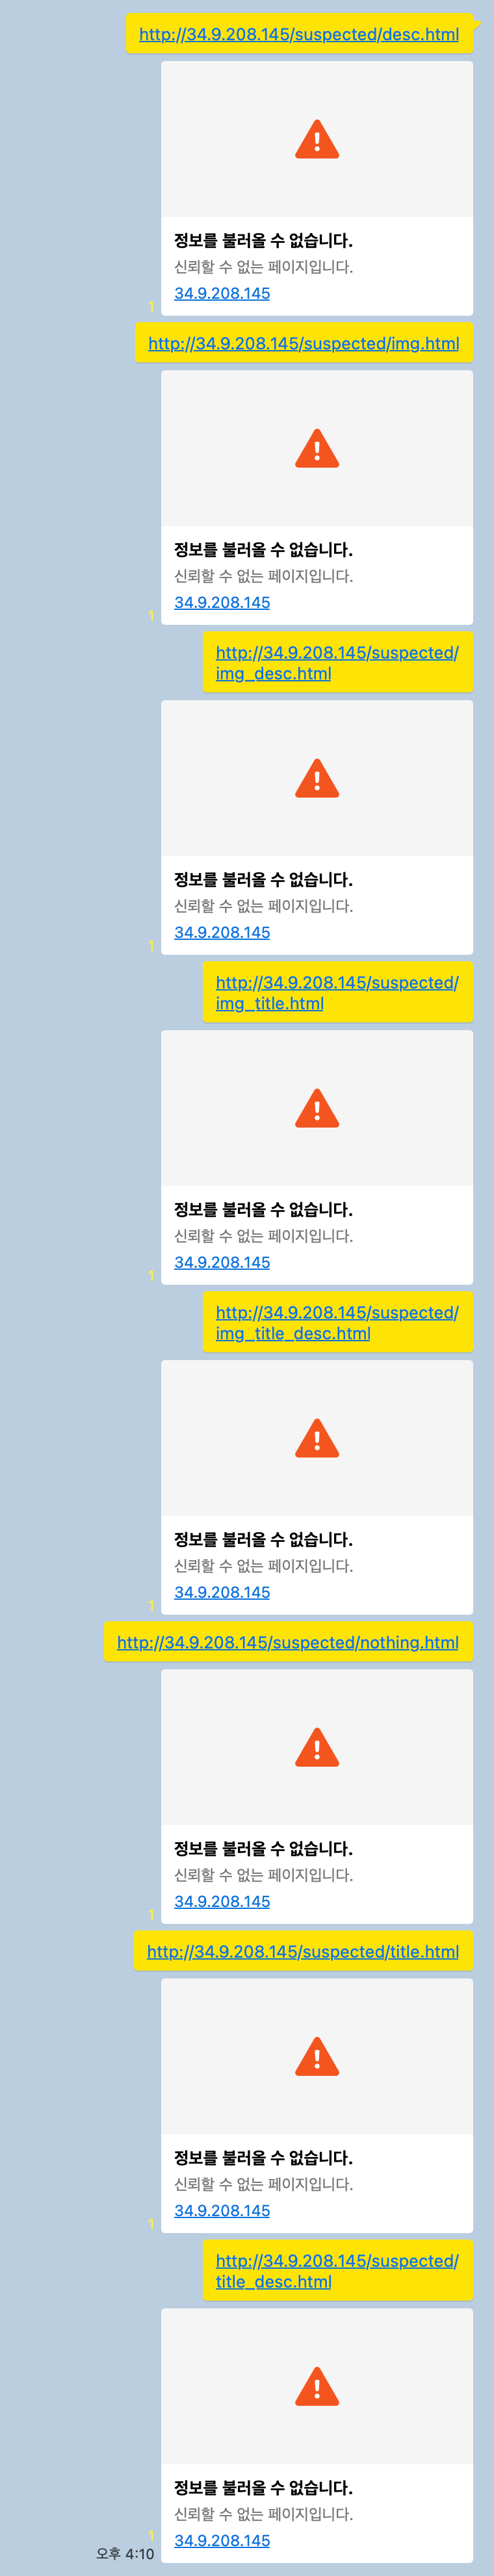 http://34.9.208.145/suspected/desc.html
정보를 불러올 수 없습니다.
신뢰할 수 없는 페이지입니다.
34.9.208.145
1
http://34.9.208.145/suspected/img.html
정보를 불러올 수 없습니다.
신뢰할 수 없는 페이지입니다.
34.9.208.145
1
http://34.9.208.145/suspected/
img_desc.html
정보를 불러올 수 없습니다.
신뢰할 수 없는 페이지입니다.
34.9.208.145
1
http://34.9.208.145/suspected/
img_title.html
정보를 불러올 수 없습니다.
신뢰할 수 없는 페이지입니다.
34.9.208.145
1
http://34.9.208.145/suspected/
img_title_desc.html
정보를 불러올 수 없습니다.
신뢰할 수 없는 페이지입니다.
34.9.208.145
1
http://34.9.208.145/suspected/nothing.html
정보를 불러올 수 없습니다.
신뢰할 수 없는 페이지입니다.
34.9.208.145
1
http://34.9.208.145/suspected/title.html
정보를 불러올 수 없습니다.
신뢰할 수 없는 페이지입니다.
34.9.208.145
1
http://34.9.208.145/suspected/
title_desc.html
정보를 불러올 수 없습니다.
신뢰할 수 없는 페이지입니다.
1
34.9.208.145
오후 4:10